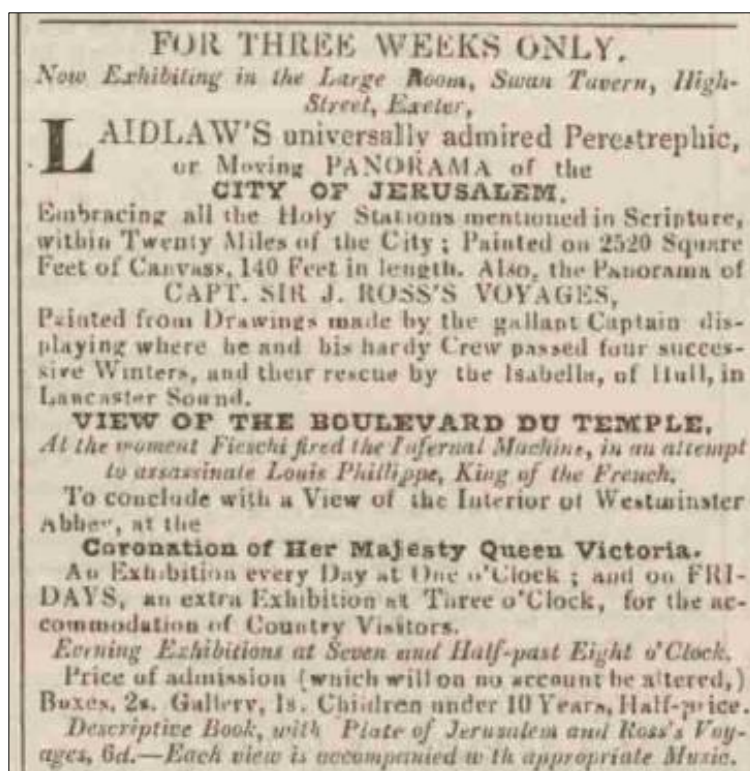 FOR THREE WEEKS ONLY.
Now Exhibiting in the Large Room, Swan Tavern, High-
Street, Exeter,
LAIDLAW'S universally admired Perestrephic,
or Moving PANORAMA of the
CITY OF JERUSALEM.
Embracing all the Holy Stations mentioned in Scripture,
within Twenty Miles of the City; Painted on 2520 Square
Feet of Canvass, 140 Feet in length. Also, the Panorama of
CAPT. SIR J. ROSS'S VOYAGES,
Painted from Drawings made by the gallant Captain dis-
playing where he and his hardy Crew passed four succes-
sive Winters, and their rescue by the Isabella, of Hull, in
Lancaster Sound.
VIEW OF THE BOULEVARD DU TEMPLE,
At the moment Fieschi fired the Infernal Machine, in an attempt
to assassinate Louis Phillippe, King of the French.
To conclude with a View of the Interior of Westminster
Abbey, at the
Coronation of Her Majesty Queen Victoria.
An Exhibition every Day at One o'Clock; and on FRI-
DAYS, an extra Exhibition at Three o'Clock, for the ac-
commodation of Country Visitors.
Evening Exhibitions at Seven and Half-past Eight o'Clock.
Price of admission (which will on no account be altered,)
Boxes, 2s. Gallery, 1s. Children under 10 Years, Half-price.
Descriptive Book, with Plate of Jerusalem and Ross's Voy-
ages, 6d.—Each view is accompanied w th appropriate Music.